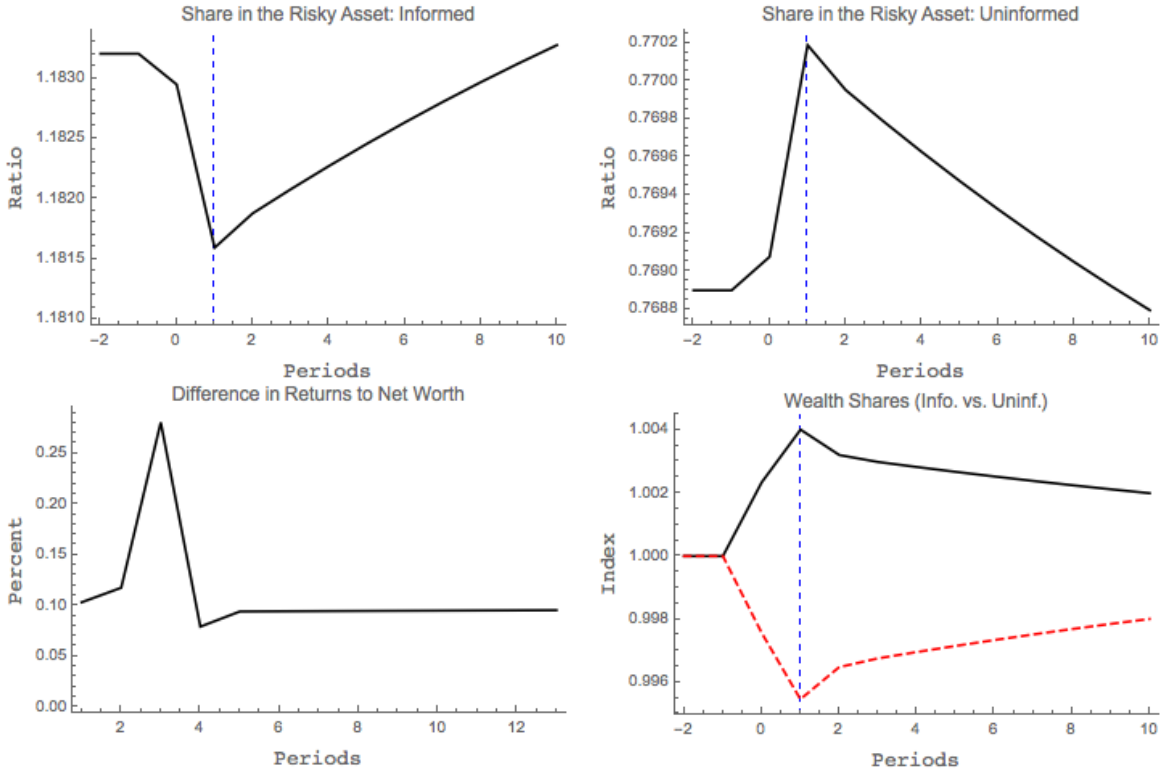 Share in the Risky Asset: Informed
1.1830
1.1825
1.1820
1.1815
1.1810
Ratio
−2 0 2 4 6 8 10
Periods
Share in the Risky Asset: Uninformed
0.7702
0.7700
0.7698
0.7696
0.7694
0.7692
0.7690
0.7688
Ratio
−2 0 2 4 6 8 10
Periods
Difference in Returns to Net Worth
0.25
0.20
0.15
0.10
0.05
0.00
Percent
2 4 6 8 10 12
Periods
Wealth Shares (Info. vs. Uninf.)
1.004
1.002
1.000
0.998
0.996
Index
−2 0 2 4 6 8 10
Periods